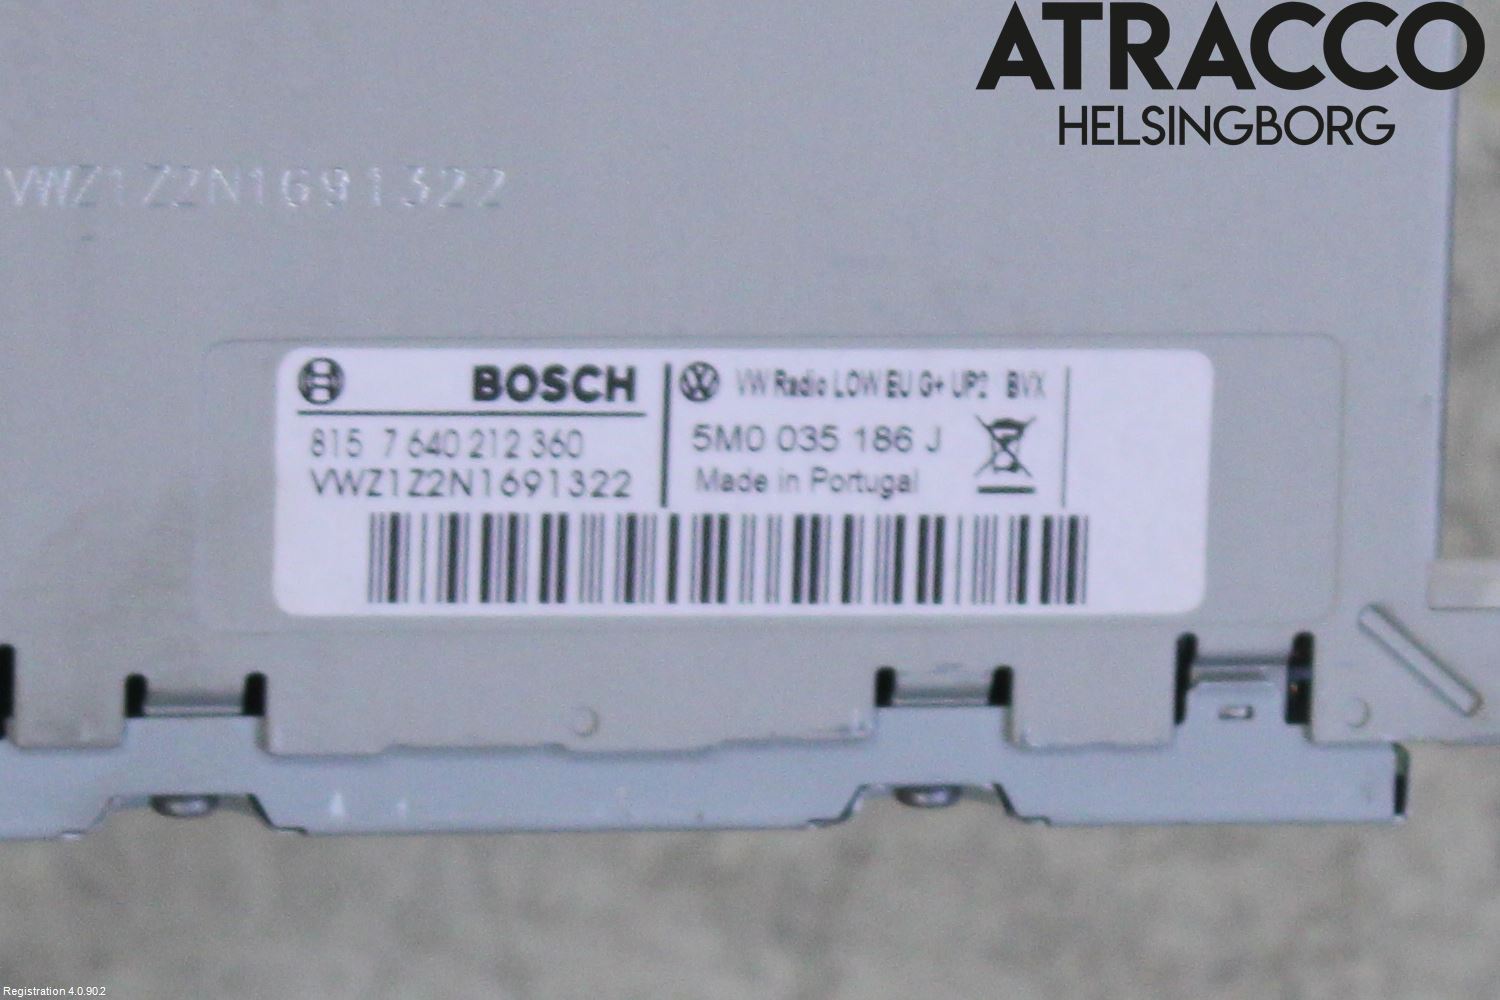 ATRACCO
HELSINGBORG
VWZ1Z2N1691322
BOSCH
815 7 640 212 360
VWZ1Z2N1691322
VW Radio LOW EU G+ UP2 BVX
5M0 035 186 J
Made in Portugal
Registration 4.0.90.2